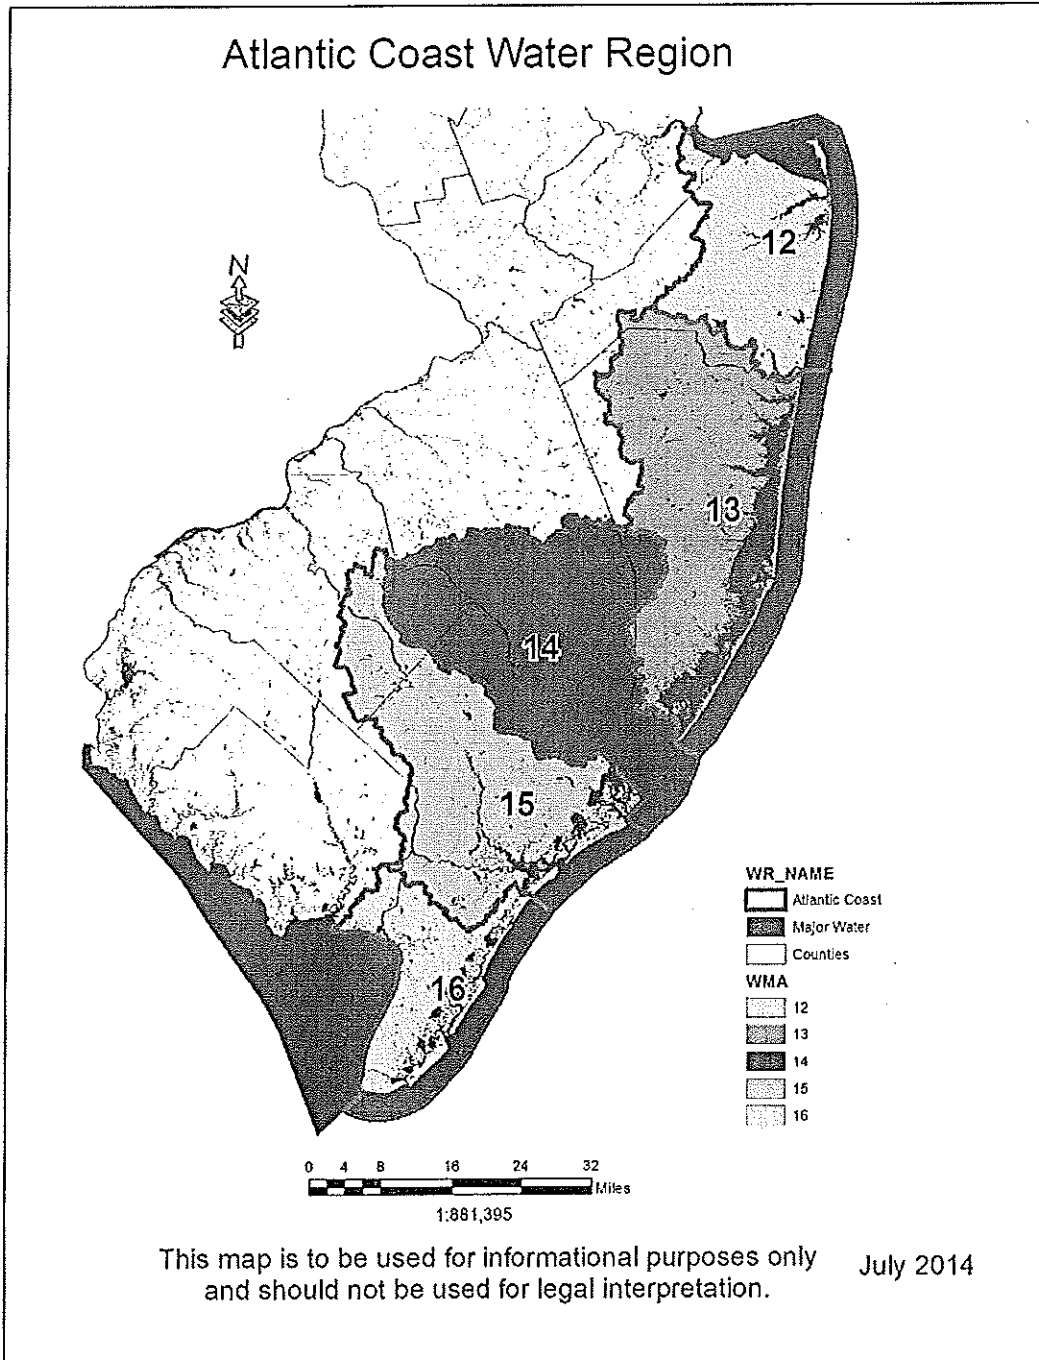 Atlantic Coast Water Region
N
12
13
14
15
16
WR_NAME
Atlantic Coast
Major Water
Counties
WMA
12
13
14
15
16
0 4 8 16 24 32
Miles
1:881,395
This map is to be used for informational purposes only
and should not be used for legal interpretation.
July 2014